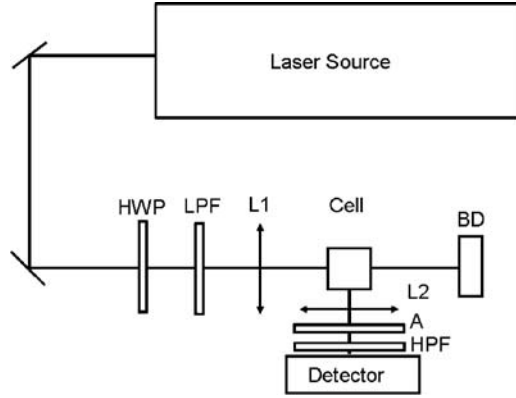 Laser Source
HWP
LPF
L1
Cell
BD
L2
A
HPF
Detector